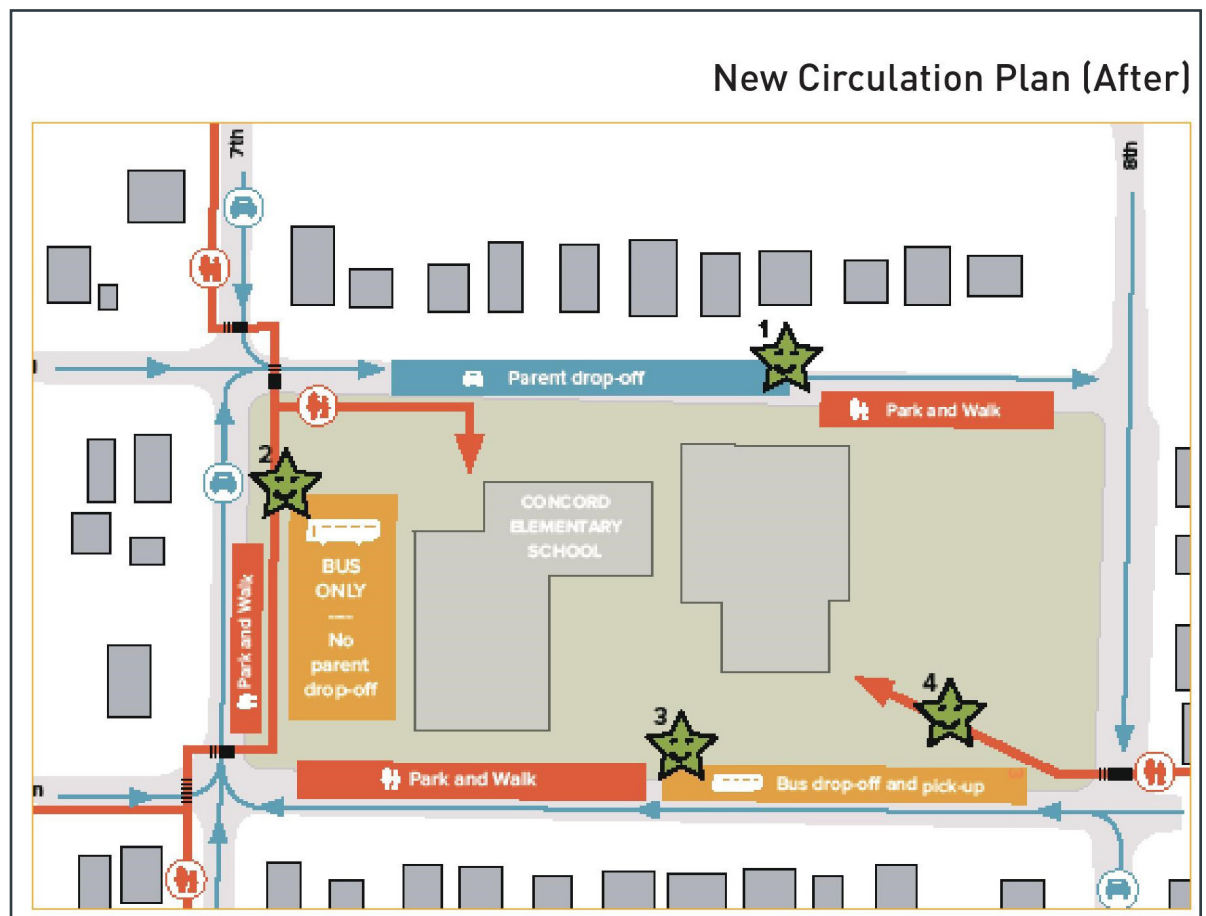 New Circulation Plan (After)
7th
8th
1
Parent drop-off
Park and Walk
2
CONCORD
ELEMENTARY
SCHOOL
BUS
ONLY
No
parent
drop-off
Park and Walk
4
3
Park and Walk
Bus drop-off and pick-up